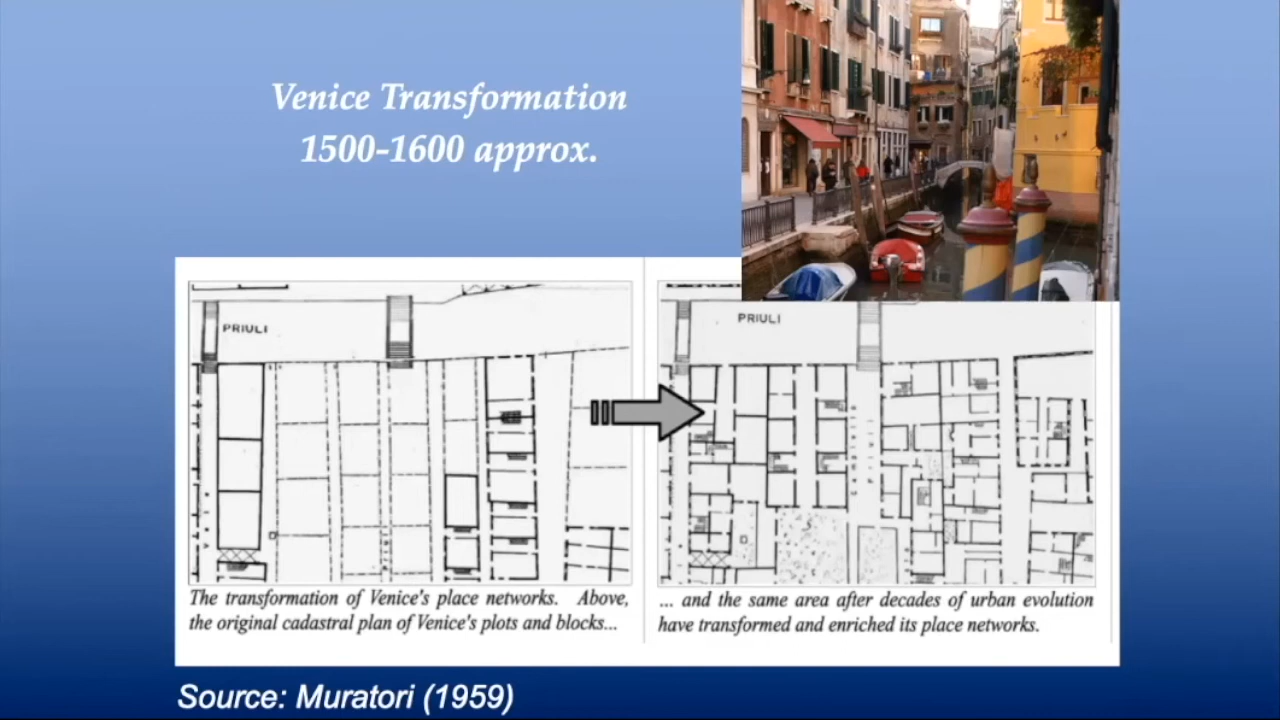 Venice Transformation
1500-1600 approx.
PRIULI
PRIULI
The transformation of Venice's place networks. Above,
the original cadastral plan of Venice's plots and blocks...
... and the same area after decades of urban evolution
have transformed and enriched its place networks.
Source: Muratori (1959)